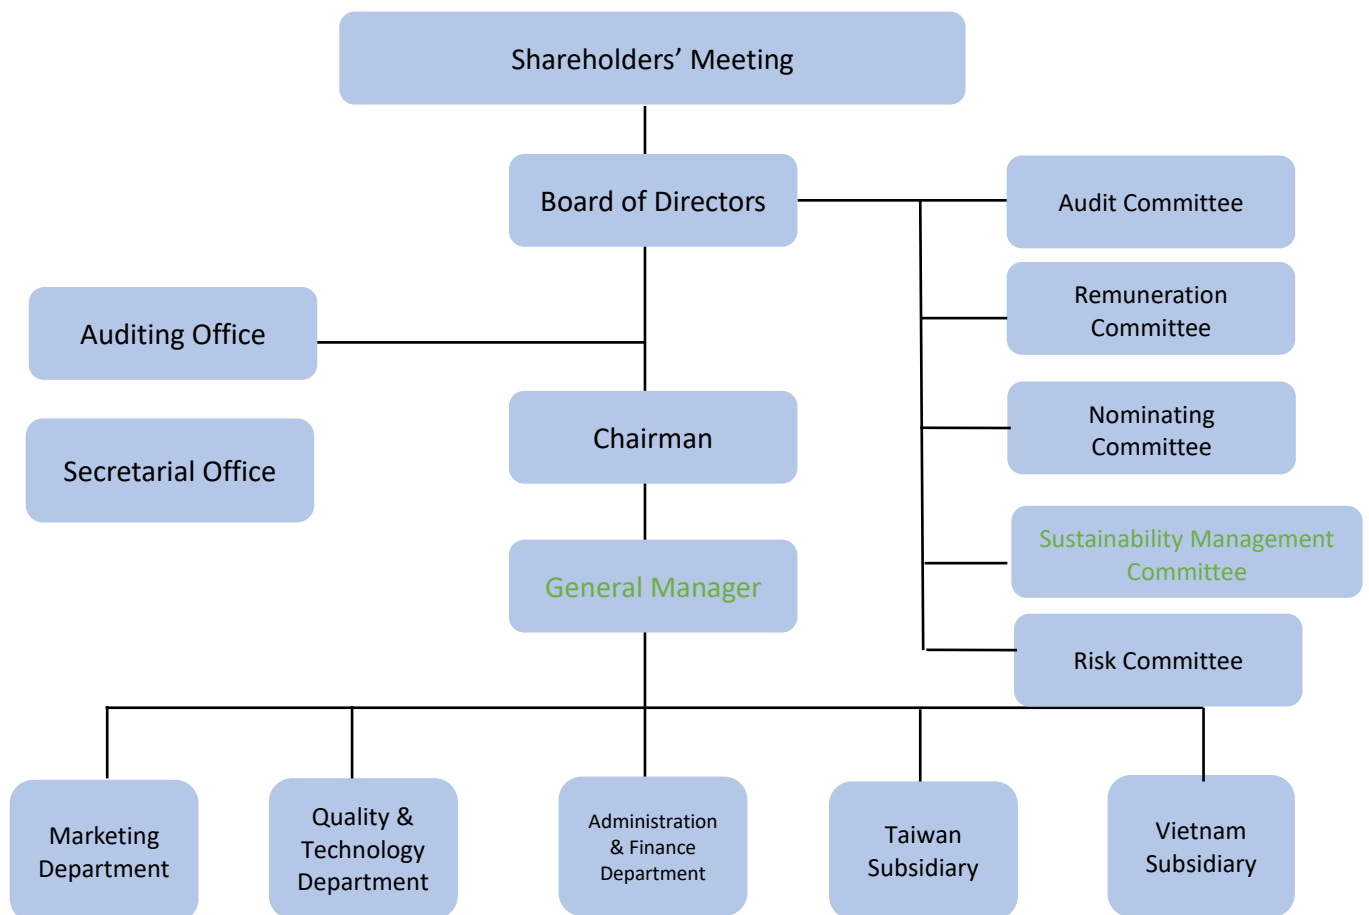 Shareholders’ Meeting
Board of Directors
Audit Committee
Remuneration
Committee
Auditing Office
Chairman
Nominating
Committee
Secretarial Office
Sustainability Management
Committee
General Manager
Risk Committee
Marketing
Department
Quality &
Technology
Department
Administration
& Finance
Department
Taiwan
Subsidiary
Vietnam
Subsidiary